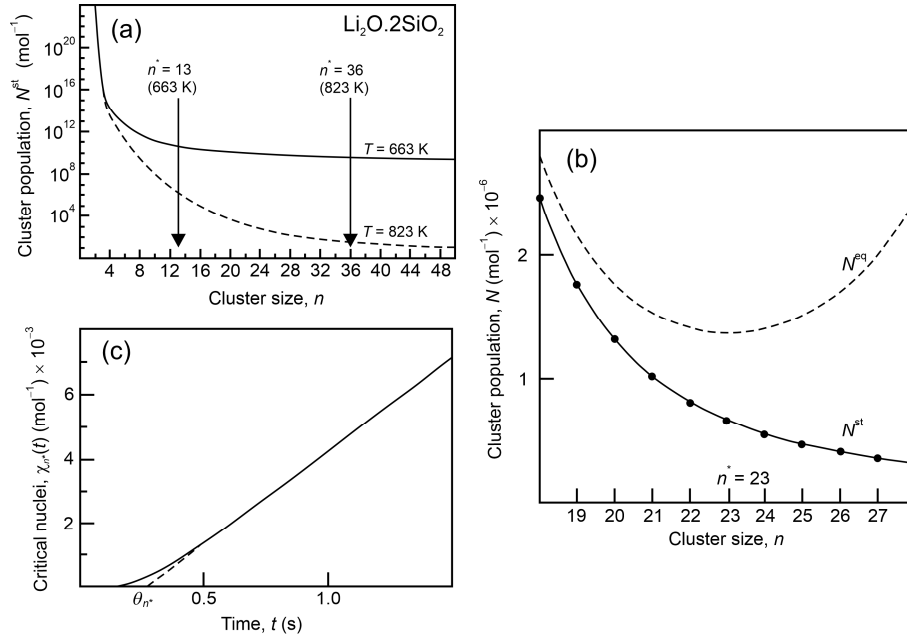 (a)
Li₂O.2SiO₂
Cluster population, Nˢᵗ (mol⁻¹)
10²⁰
10¹⁶
10¹²
10⁸
10⁴
n* = 13
(663 K)
n* = 36
(823 K)
T = 663 K
T = 823 K
4 8 12 16 20 24 28 32 36 40 44 48
Cluster size, n
(b)
Cluster population, N (mol⁻¹) × 10⁻⁶
2
1
Nᵉq
Nˢᵗ
n* = 23
19 20 21 22 23 24 25 26 27
Cluster size, n
(c)
Critical nuclei, χₙ*(t) (mol⁻¹) × 10⁻³
6
4
2
θₙ*
0.5 1.0
Time, t (s)